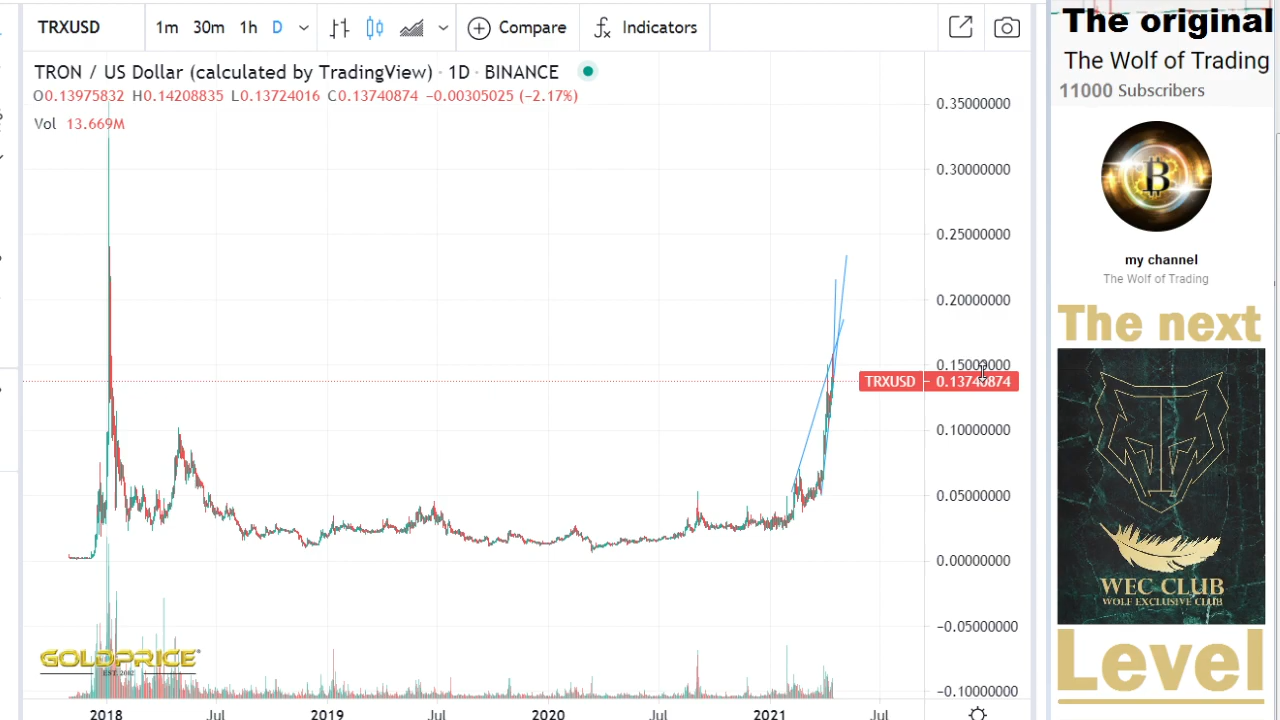 TRXUSD
1m 30m 1h D
Compare
Indicators
TRON / US Dollar (calculated by TradingView) · 1D · BINANCE
O0.13975832 H0.14208835 L0.13724016 C0.13740874 −0.00305025 (−2.17%)
Vol 13.669M
0.35000000
0.30000000
0.25000000
0.20000000
0.15000000
TRXUSD 0.13740874
0.10000000
0.05000000
0.00000000
−0.05000000
−0.10000000
2018 Jul 2019 Jul 2020 Jul 2021 Jul
GOLDPRICE
EST. 2002
The original
The Wolf of Trading
11000 Subscribers
B
my channel
The Wolf of Trading
The next
WEC CLUB
WOLF EXCLUSIVE CLUB
Level